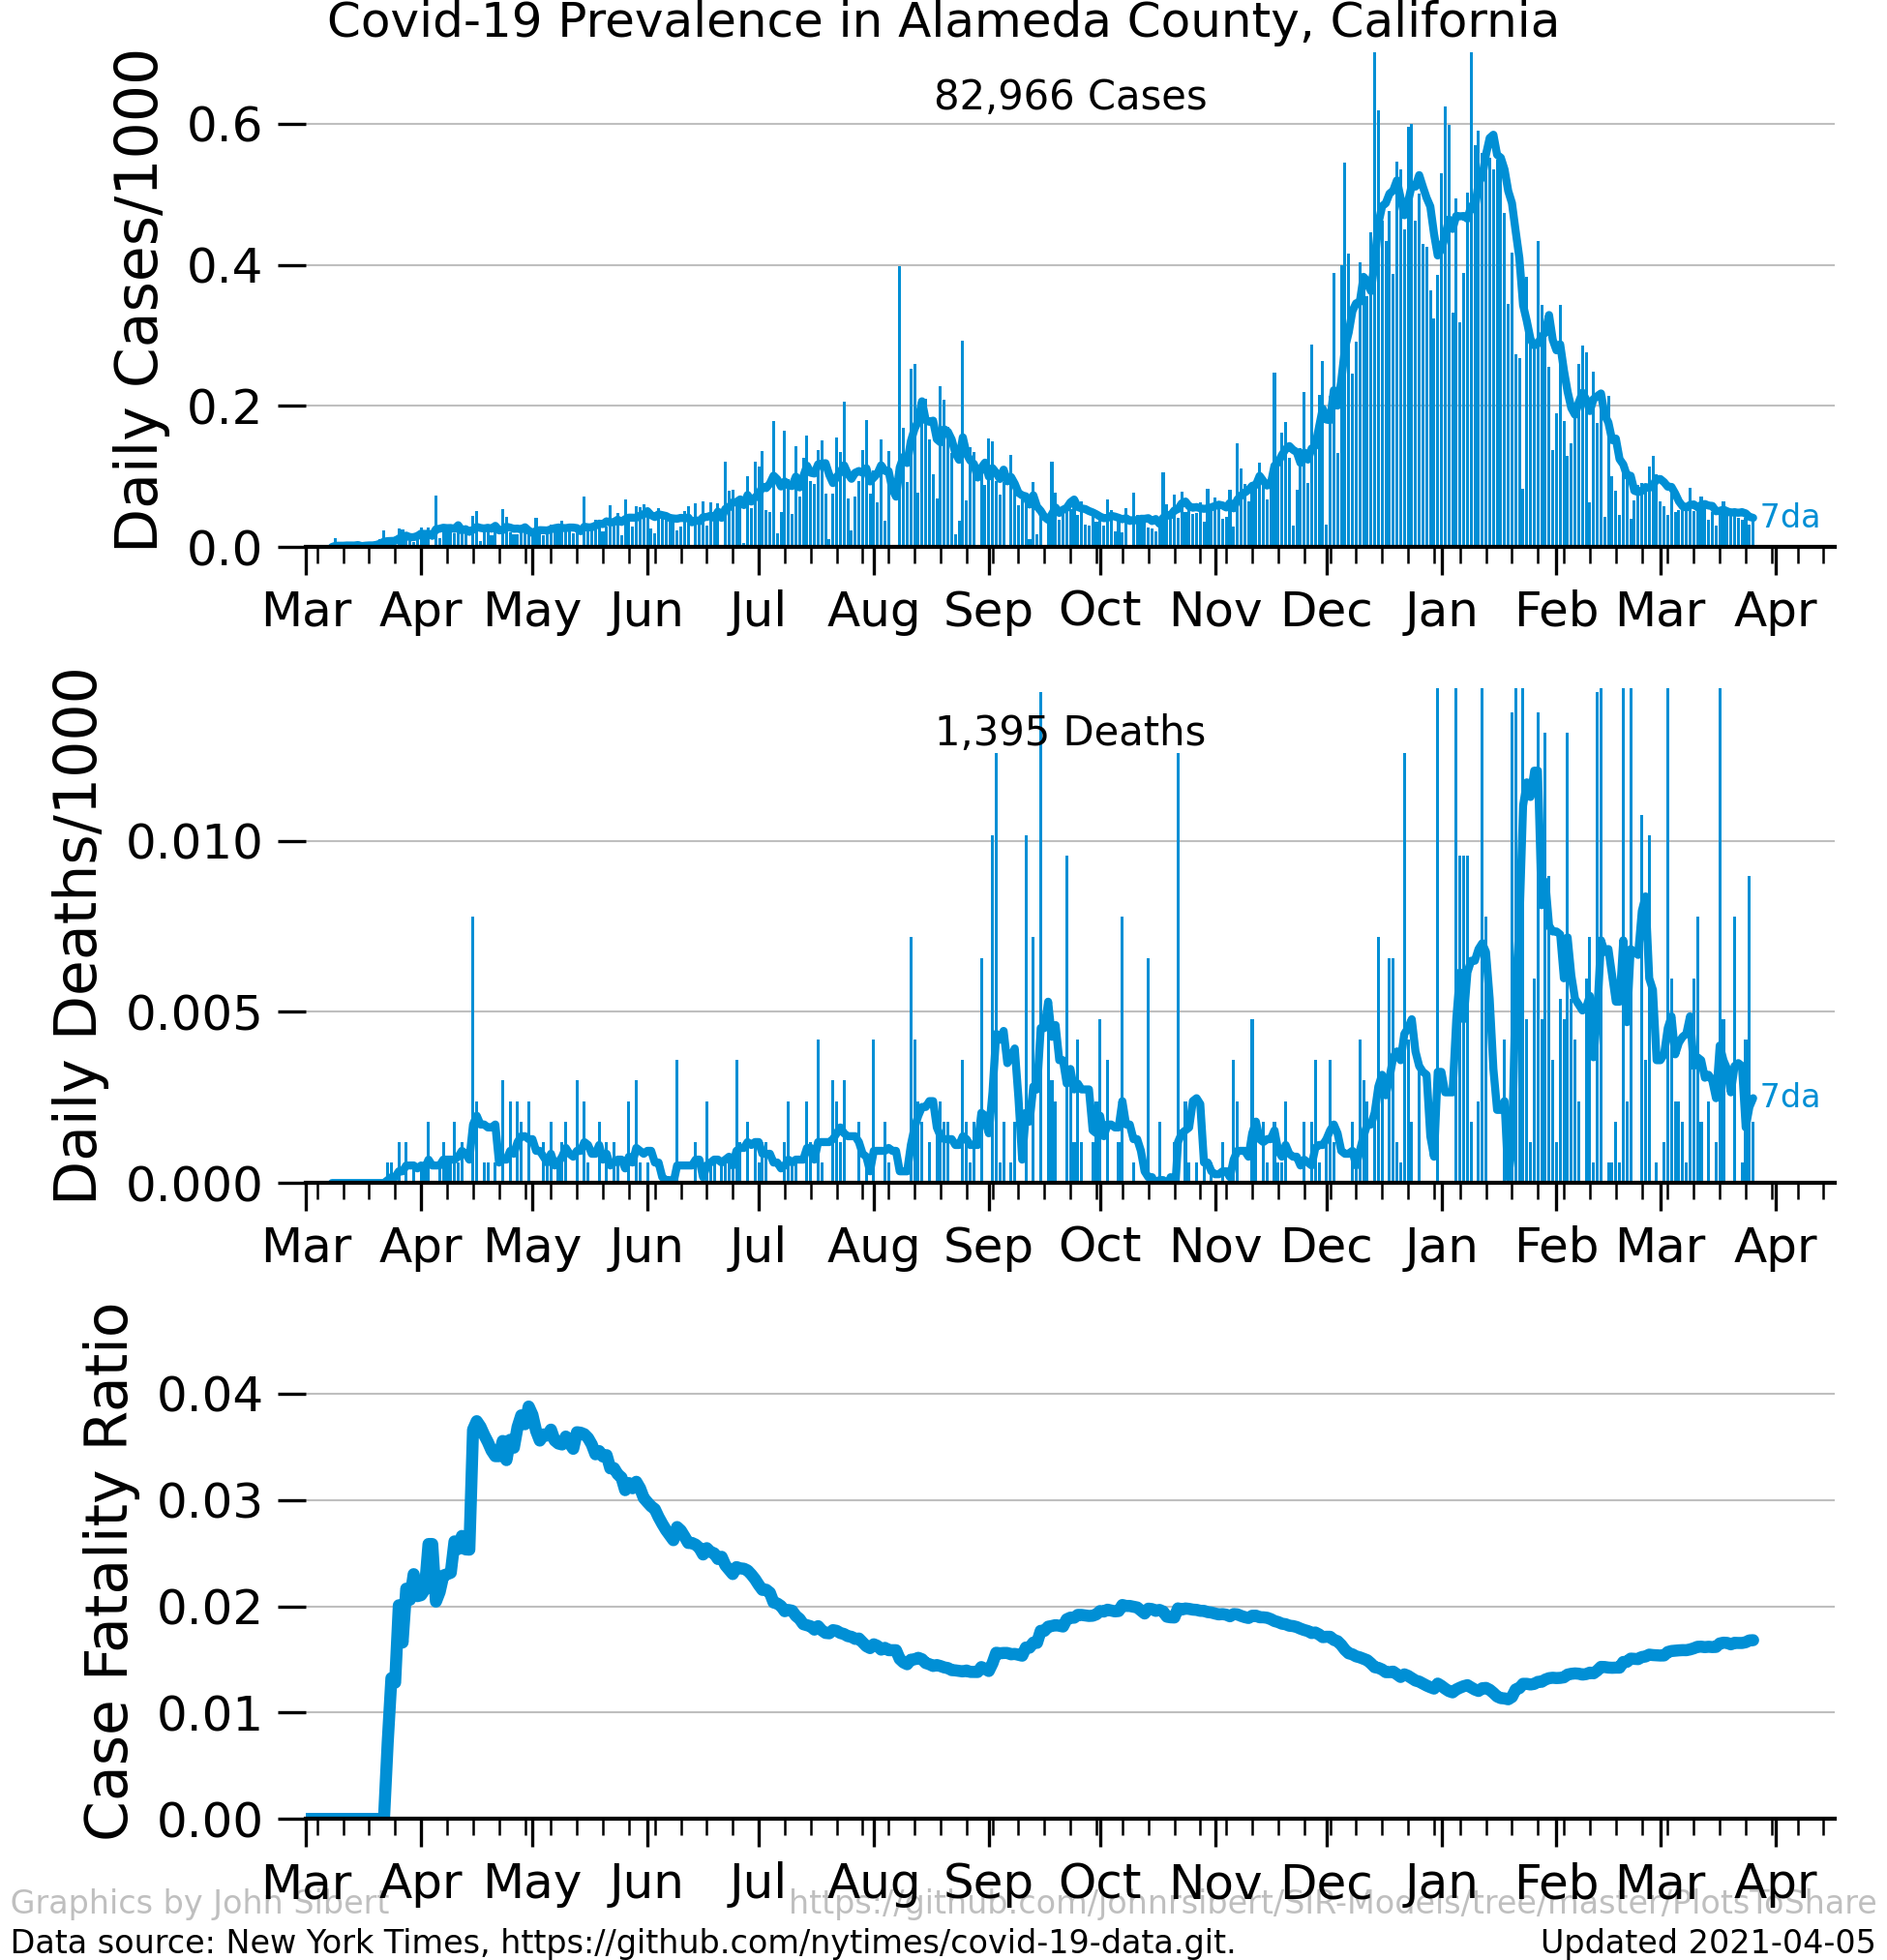 Covid-19 Prevalence in Alameda County, California
Daily Cases/1000
82,966 Cases
0.6
0.4
0.2
0.0
7da
Mar Apr May Jun Jul Aug Sep Oct Nov Dec Jan Feb Mar Apr
Daily Deaths/1000
1,395 Deaths
0.010
0.005
0.000
7da
Mar Apr May Jun Jul Aug Sep Oct Nov Dec Jan Feb Mar Apr
Case Fatality Ratio
0.04
0.03
0.02
0.01
0.00
Mar Apr May Jun Jul Aug Sep Oct Nov Dec Jan Feb Mar Apr
Graphics by John Sibert https://github.com/johnrsibert/SIR-Models/tree/master/PlotsToShare
Data source: New York Times, https://github.com/nytimes/covid-19-data.git. Updated 2021-04-05